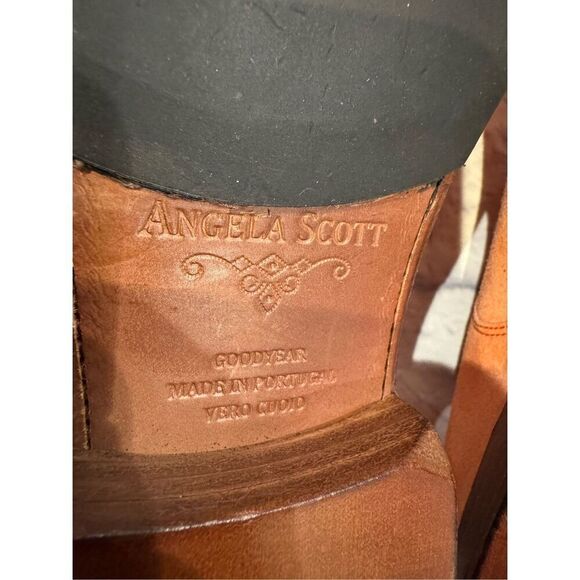 ANGELA SCOTT
GOODYEAR
MADE IN PORTUGAL
VERO CUOIO